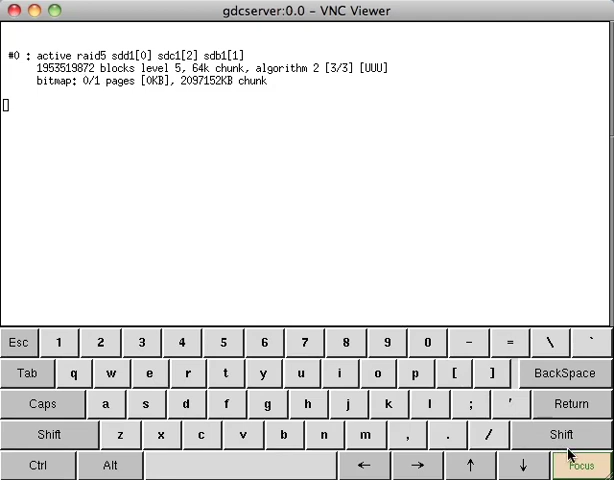 gdcserver:0.0 – VNC Viewer
#0 : active raid5 sdd1[0] sdc1[2] sdb1[1]
1953519872 blocks level 5, 64k chunk, algorithm 2 [3/3] [UUU]
bitmap: 0/1 pages [0KB], 2097152KB chunk
Esc 1 2 3 4 5 6 7 8 9 0 - = \ `
Tab q w e r t y u i o p [ ] BackSpace
Caps a s d f g h j k l ; ' Return
Shift z x c v b n m , . / Shift
Ctrl Alt ← → ↑ ↓ Focus